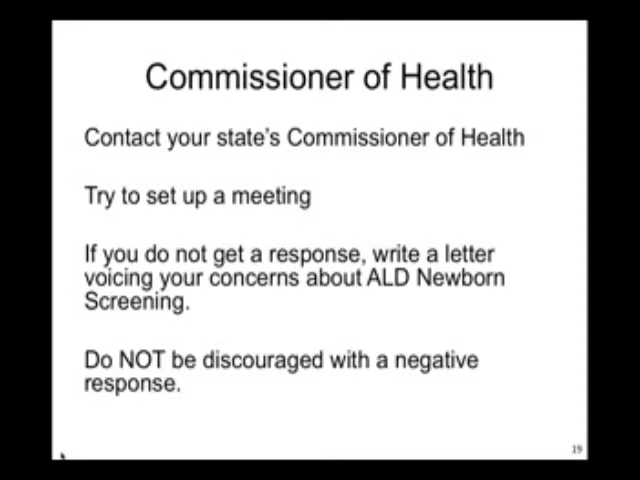 Commissioner of Health
Contact your state's Commissioner of Health
Try to set up a meeting
If you do not get a response, write a letter
voicing your concerns about ALD Newborn
Screening.
Do NOT be discouraged with a negative
response.
19